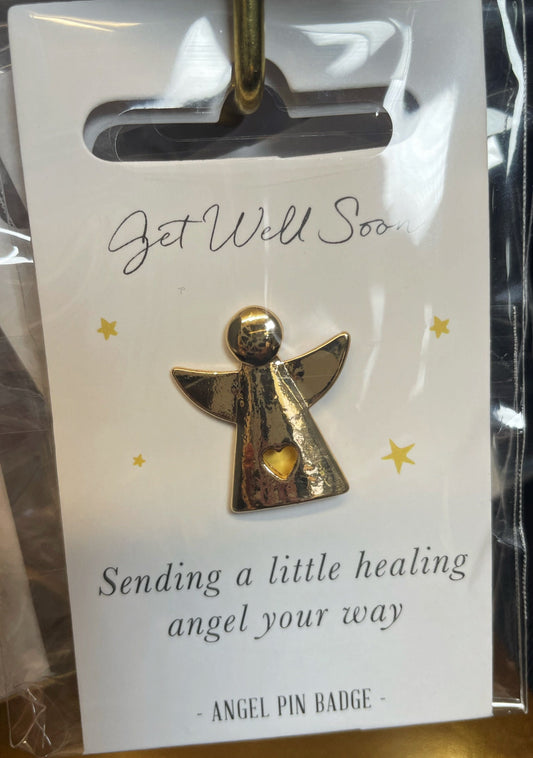 Get Well Soon
Sending a little healing
angel your way
- ANGEL PIN BADGE -